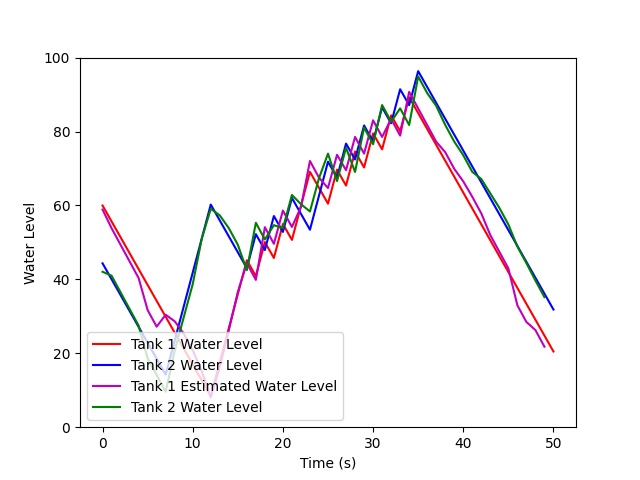 100
80
60
40
20
0
Water Level
Tank 1 Water Level
Tank 2 Water Level
Tank 1 Estimated Water Level
Tank 2 Water Level
0 10 20 30 40 50
Time (s)